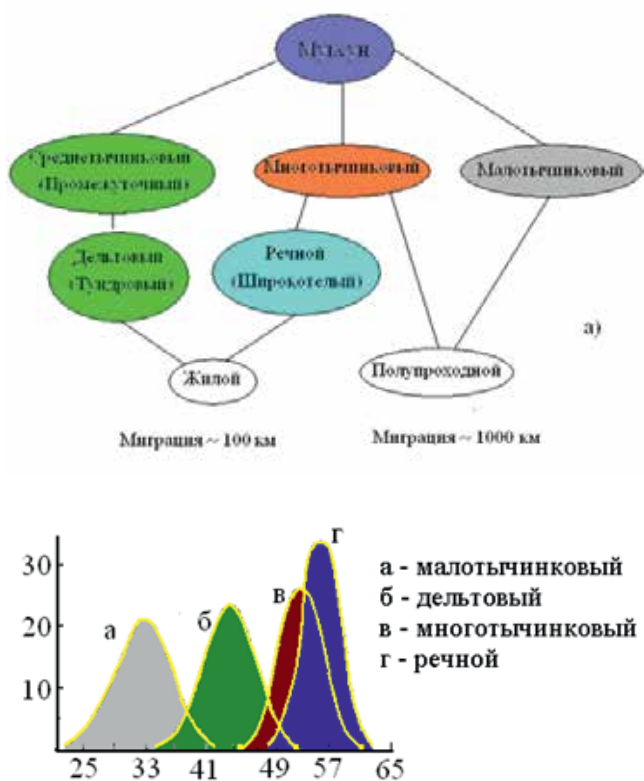 Муксун
Среднетычинковый Многотычинковый Малотычинковый
(Промежуточный)
Дельтовый Речной
(Тундровый) (Широкотелый)
а)
Жилой Полупроходной
Миграция ~ 100 км Миграция ~ 1000 км
30
20
10
а б в г
25 33 41 49 57 65
а - малотычинковый
б - дельтовый
в - многотычинковый
г - речной